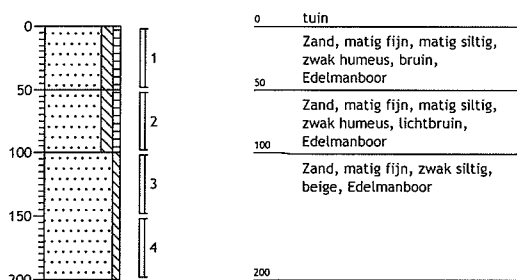 0
50
100
150
200
1
2
3
4
0 tuin
Zand, matig fijn, matig siltig,
zwak humeus, bruin,
Edelmanboor
50
Zand, matig fijn, matig siltig,
zwak humeus, lichtbruin,
Edelmanboor
100
Zand, matig fijn, zwak siltig,
beige, Edelmanboor
200